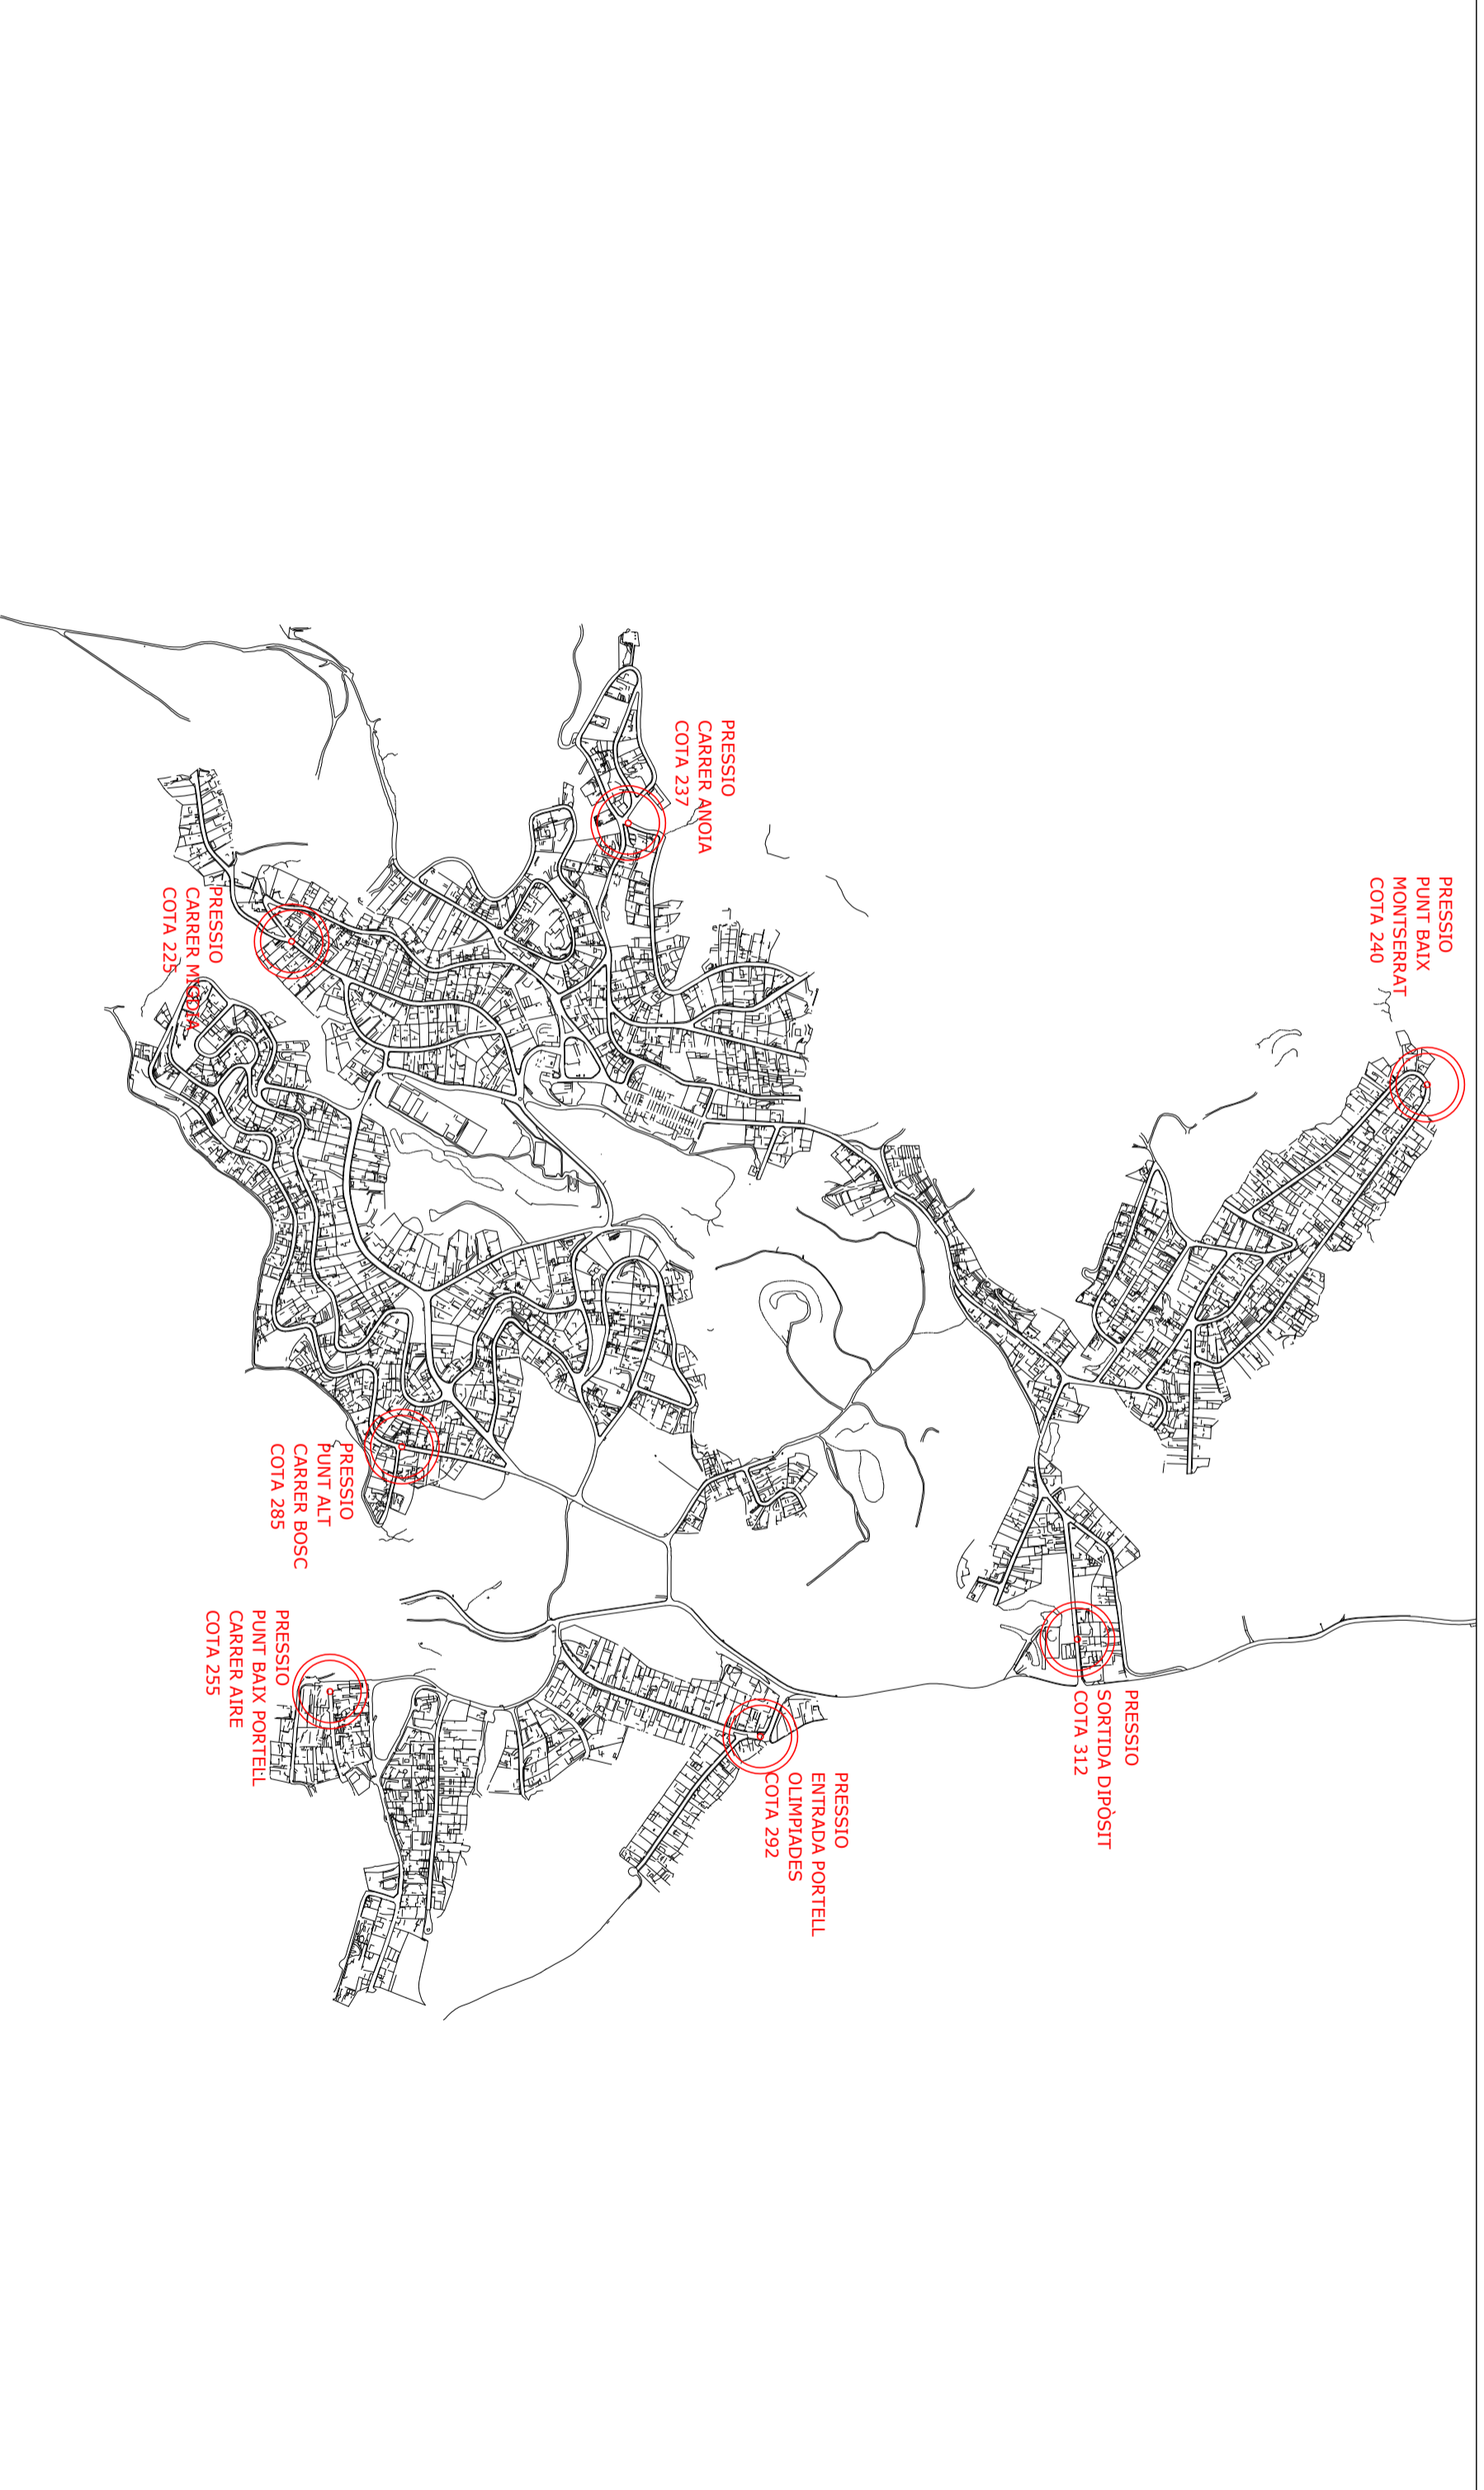 PRESSIO
PUNT BAIX
MONTSERRAT
COTA 240
PRESSIO
CARRER ANOIA
COTA 237
PRESSIO
CARRER MIGDIA
COTA 225
PRESSIO
SORTIDA DIPÒSIT
COTA 312
PRESSIO
PUNT ALT
CARRER BOSC
COTA 285
PRESSIO
ENTRADA PORTELL
OLIMPIADES
COTA 292
PRESSIO
PUNT BAIX PORTELL
CARRER AIRE
COTA 255